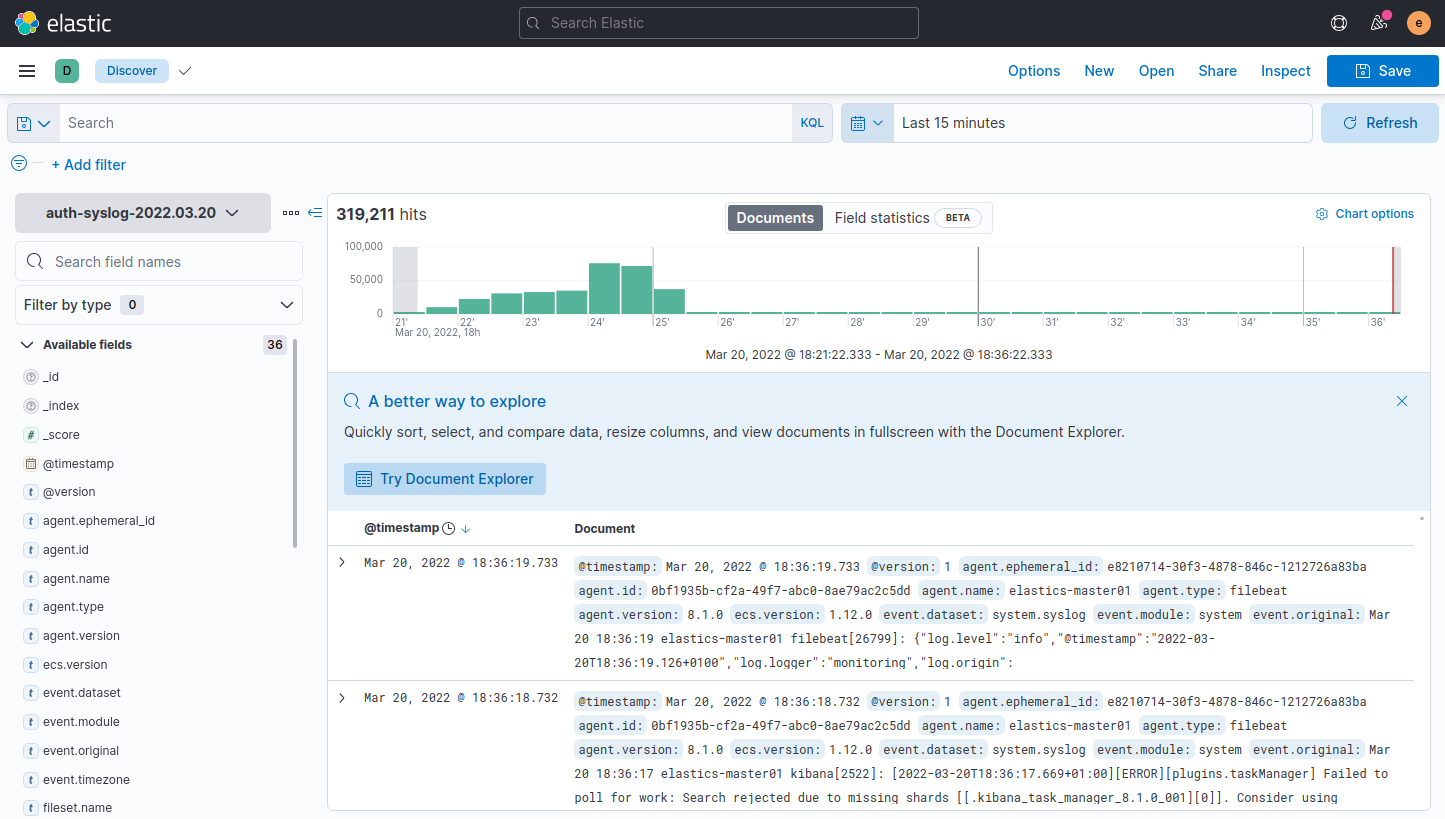 elastic
Search Elastic
e
D
Discover
Options New Open Share Inspect Save
Search
KQL
Last 15 minutes
Refresh
+ Add filter
auth-syslog-2022.03.20
Search field names
Filter by type 0
Available fields 36
_id
_index
# _score
@timestamp
t @version
t agent.ephemeral_id
t agent.id
t agent.name
t agent.type
t agent.version
t ecs.version
t event.dataset
t event.module
t event.original
t event.timezone
t fileset.name
319,211 hits
Documents Field statistics BETA
Chart options
100,000
50,000
0
21' 22' 23' 24' 25' 26' 27' 28' 29' 30' 31' 32' 33' 34' 35' 36'
Mar 20, 2022, 18h
Mar 20, 2022 @ 18:21:22.333 - Mar 20, 2022 @ 18:36:22.333
A better way to explore
Quickly sort, select, and compare data, resize columns, and view documents in fullscreen with the Document Explorer.
Try Document Explorer
@timestamp Document
Mar 20, 2022 @ 18:36:19.733
@timestamp: Mar 20, 2022 @ 18:36:19.733 @version: 1 agent.ephemeral_id: e8210714-30f3-4878-846c-1212726a83ba
agent.id: 0bf1935b-cf2a-49f7-abc0-8ae79ac2c5dd agent.name: elastics-master01 agent.type: filebeat
agent.version: 8.1.0 ecs.version: 1.12.0 event.dataset: system.syslog event.module: system event.original: Mar
20 18:36:19 elastics-master01 filebeat[26799]: {"log.level":"info","@timestamp":"2022-03-
20T18:36:19.126+0100","log.logger":"monitoring","log.origin":
Mar 20, 2022 @ 18:36:18.732
@timestamp: Mar 20, 2022 @ 18:36:18.732 @version: 1 agent.ephemeral_id: e8210714-30f3-4878-846c-1212726a83ba
agent.id: 0bf1935b-cf2a-49f7-abc0-8ae79ac2c5dd agent.name: elastics-master01 agent.type: filebeat
agent.version: 8.1.0 ecs.version: 1.12.0 event.dataset: system.syslog event.module: system event.original: Mar
20 18:36:17 elastics-master01 kibana[2522]: [2022-03-20T18:36:17.669+01:00][ERROR][plugins.taskManager] Failed to
poll for work: Search rejected due to missing shards [[.kibana_task_manager_8.1.0_001][0]]. Consider using